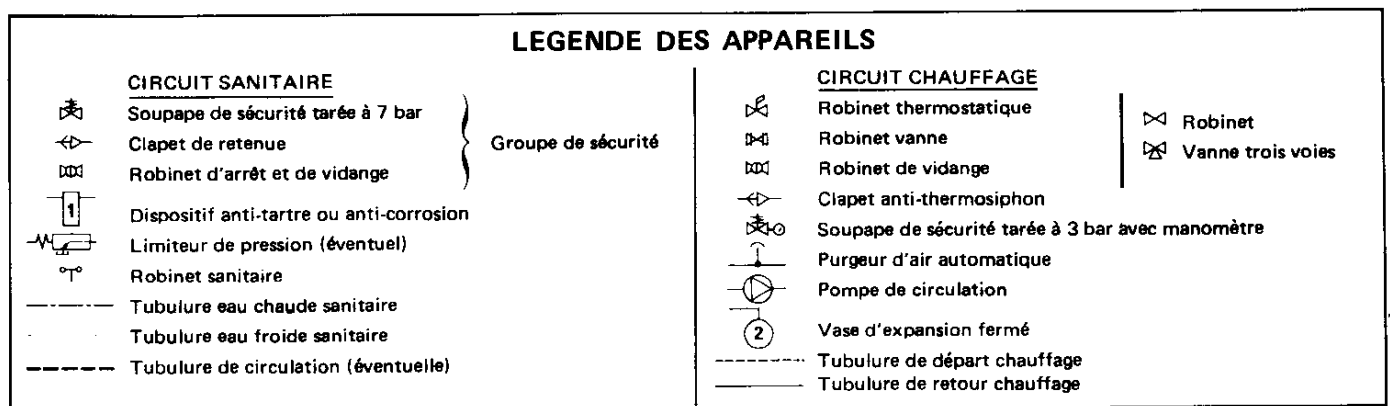 LEGENDE DES APPAREILS
CIRCUIT SANITAIRE
Soupape de sécurité tarée à 7 bar
Clapet de retenue
Robinet d'arrêt et de vidange
Groupe de sécurité
1
Dispositif anti-tartre ou anti-corrosion
Limiteur de pression (éventuel)
Robinet sanitaire
Tubulure eau chaude sanitaire
Tubulure eau froide sanitaire
Tubulure de circulation (éventuelle)
CIRCUIT CHAUFFAGE
Robinet thermostatique
Robinet vanne
Robinet de vidange
Robinet
Vanne trois voies
Clapet anti-thermosiphon
Soupape de sécurité tarée à 3 bar avec manomètre
Purgeur d'air automatique
Pompe de circulation
2
Vase d'expansion fermé
Tubulure de départ chauffage
Tubulure de retour chauffage